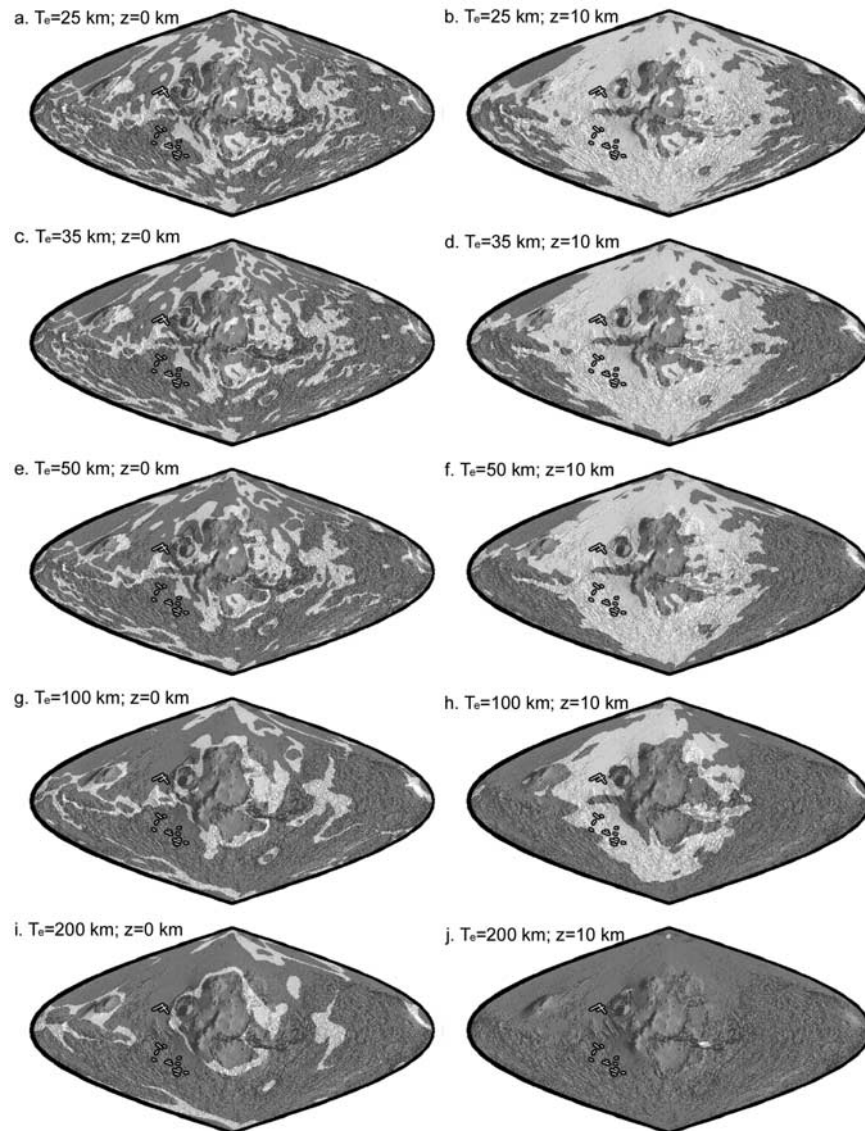 a. Te=25 km; z=0 km
b. Te=25 km; z=10 km
c. Te=35 km; z=0 km
d. Te=35 km; z=10 km
e. Te=50 km; z=0 km
f. Te=50 km; z=10 km
g. Te=100 km; z=0 km
h. Te=100 km; z=10 km
i. Te=200 km; z=0 km
j. Te=200 km; z=10 km